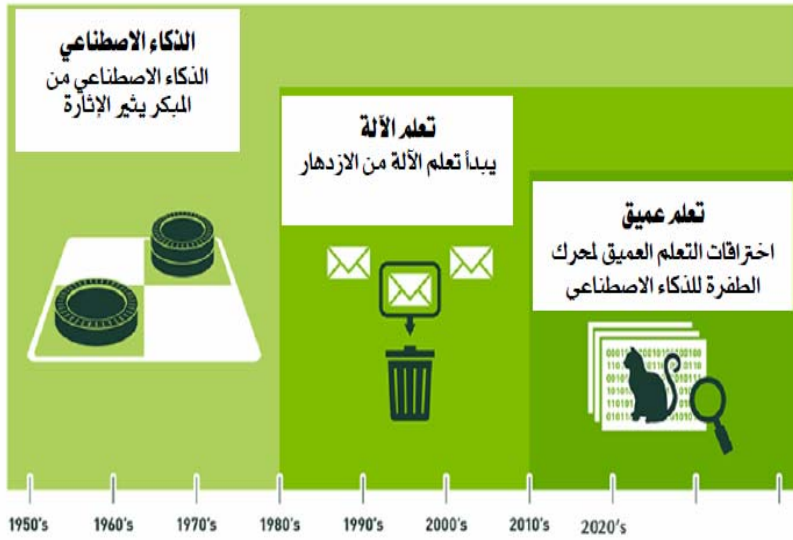 الذكاء الاصطناعي
الذكاء الاصطناعي من
المبكر يثير الإثارة
تعلم الآلة
يبدأ تعلم الآلة من الازدهار
تعلم عميق
اختراقات التعلم العميق لمحرك
الطفرة للذكاء الاصطناعي
1950's 1960's 1970's 1980's 1990's 2000's 2010's 2020's